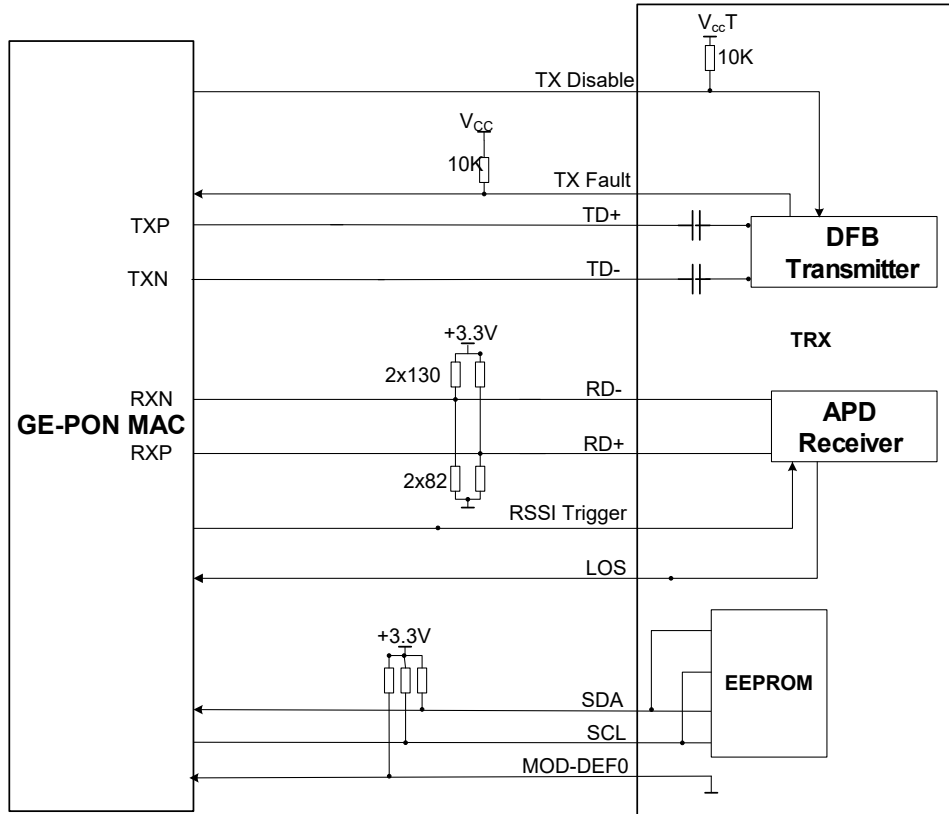 VccT
10K
TX Disable
VCC
10K
TX Fault
TXP
TD+
DFB
Transmitter
TXN
TD-
TRX
+3.3V
2x130
RXN
RD-
APD
Receiver
GE-PON MAC
RXP
RD+
2x82
RSSI Trigger
LOS
+3.3V
EEPROM
SDA
SCL
MOD-DEF0